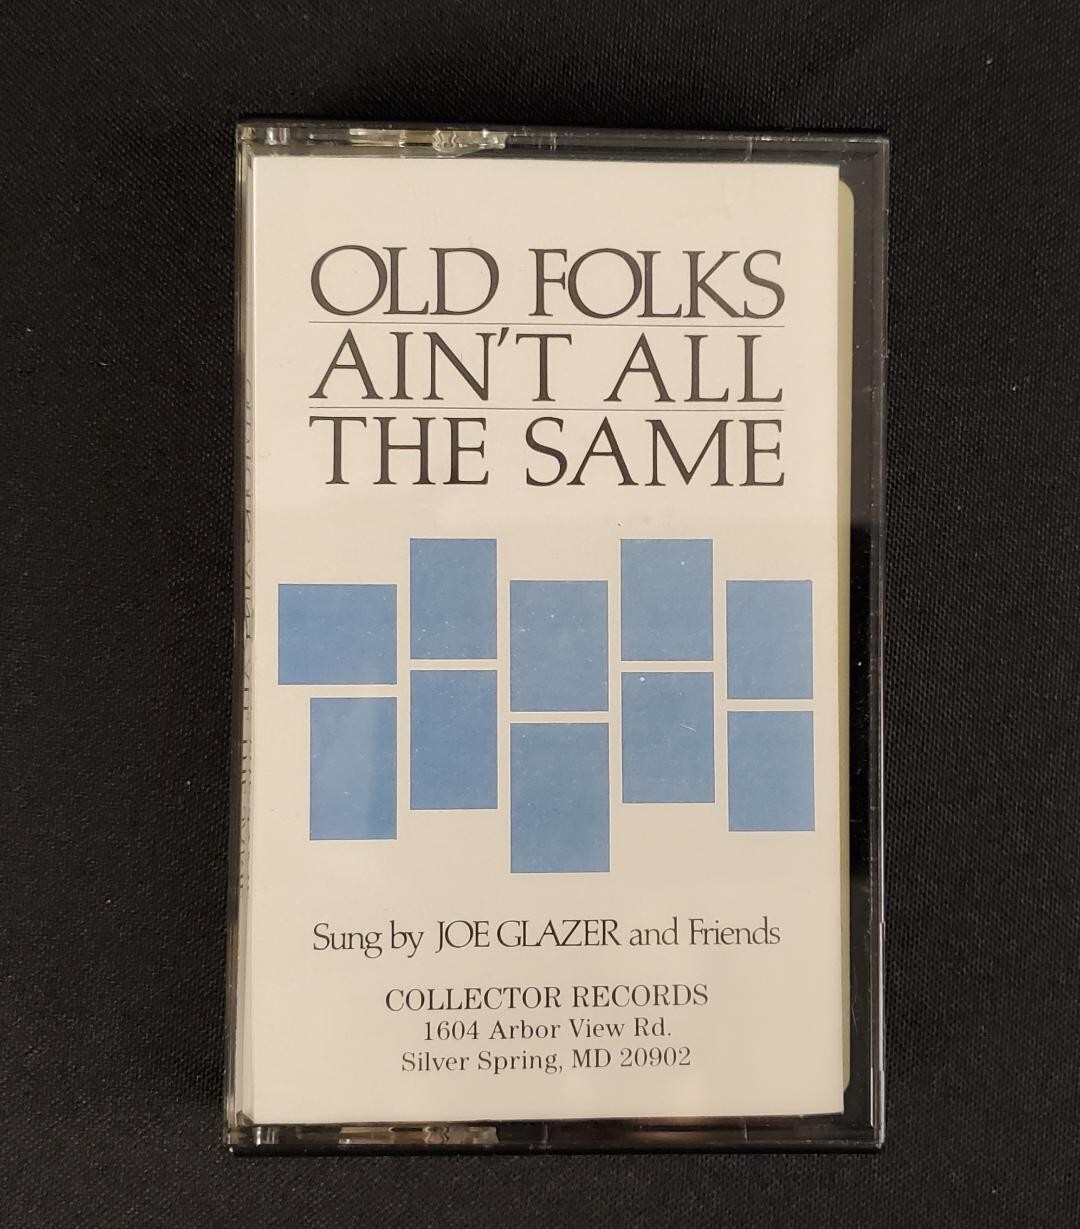 OLD FOLKS
AIN'T ALL
THE SAME
Sung by JOE GLAZER and Friends
COLLECTOR RECORDS
1604 Arbor View Rd.
Silver Spring, MD 20902